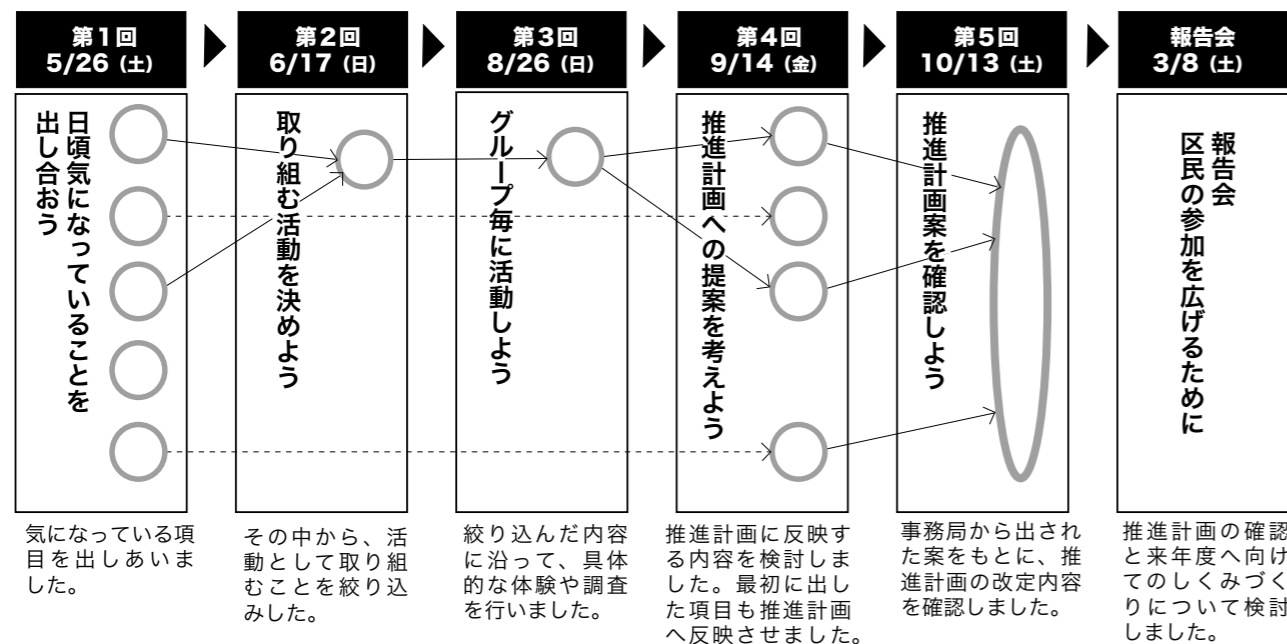 第1回
5/26（土）
第2回
6/17（日）
第3回
8/26（日）
第4回
9/14（金）
第5回
10/13（土）
報告会
3/8（土）
日頃気になっていることを
出し合おう
取り組む活動を決めよう
グループ毎に活動しよう
推進計画への提案を考えよう
推進計画案を確認しよう
報告会
区民の参加を広げるために
気になっている項
目を出しあいま
した。
その中から、活
動として取り組
むことを絞り込
みした。
絞り込んだ内容
に沿って、具体
的な体験や調査
を行いました。
推進計画に反映す
る内容を検討しま
した。最初に出し
た項目も推進計画
へ反映させました。
事務局から出され
た案をもとに、推
進計画の改定内容
を確認しました。
推進計画の確認
と来年度へ向け
てのしくみづく
りについて検討
しました。